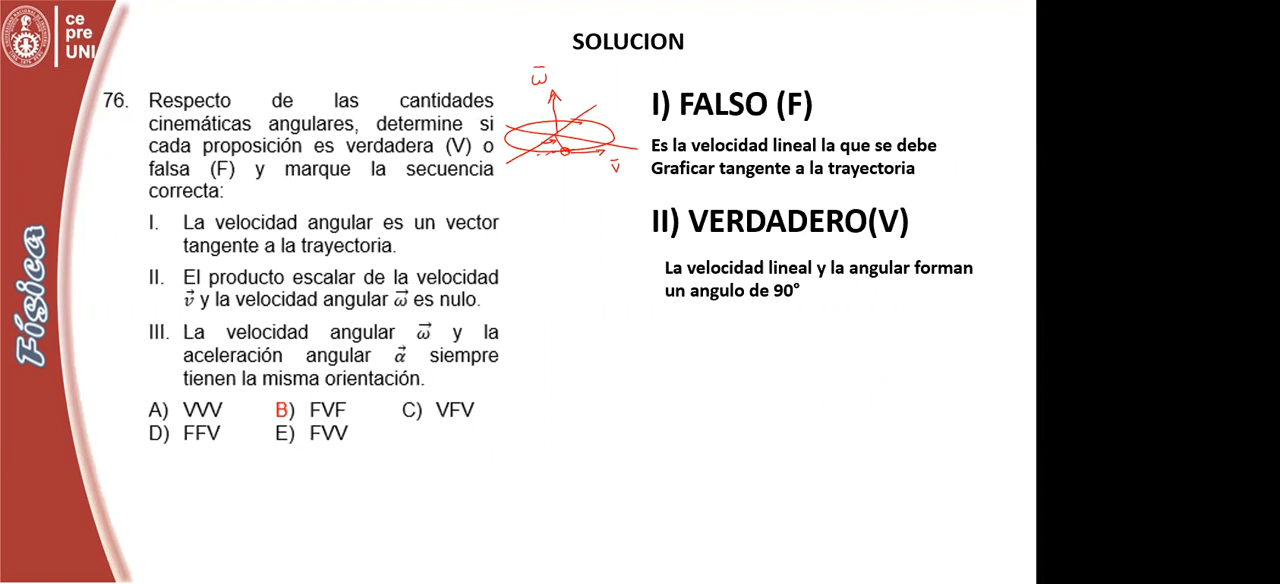 ce
pre
UNI
Física
SOLUCION
76. Respecto de las cantidades
cinemáticas angulares, determine si
cada proposición es verdadera (V) o
falsa (F) y marque la secuencia
correcta:
I. La velocidad angular es un vector
tangente a la trayectoria.
II. El producto escalar de la velocidad
v⃗ y la velocidad angular ω⃗ es nulo.
III. La velocidad angular ω⃗ y la
aceleración angular α⃗ siempre
tienen la misma orientación.
A) VVV B) FVF C) VFV
D) FFV E) FVV
ω̄
v̄
I) FALSO (F)
Es la velocidad lineal la que se debe
Graficar tangente a la trayectoria
II) VERDADERO(V)
La velocidad lineal y la angular forman
un angulo de 90°